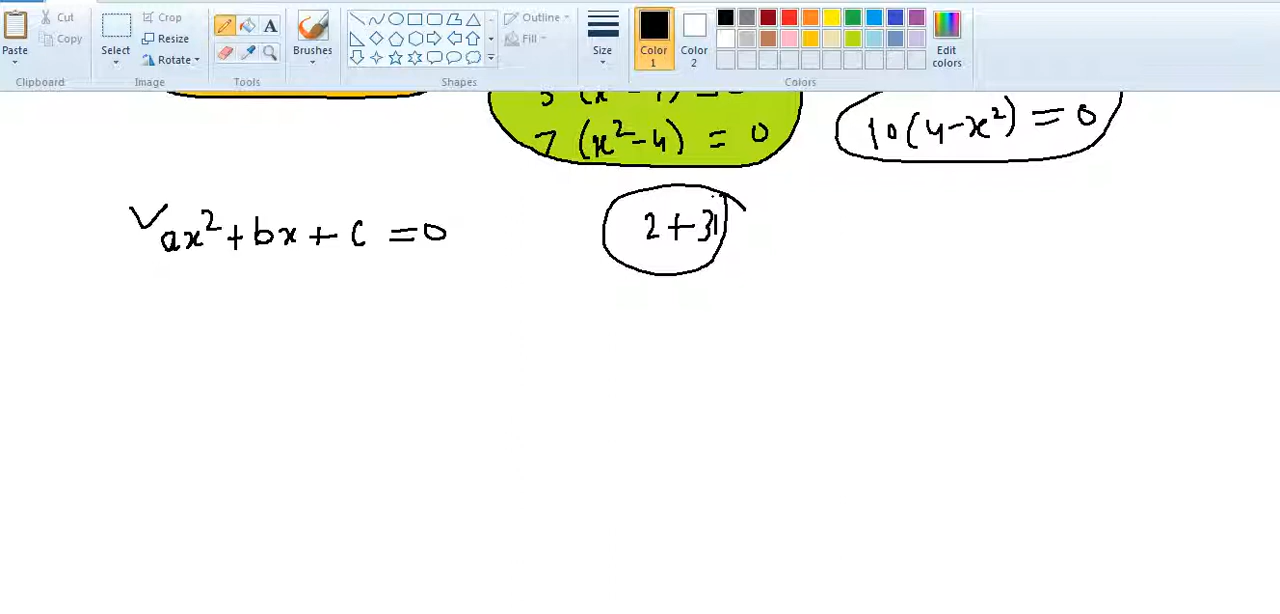 Paste
Cut
Copy
Clipboard
Select
Crop
Resize
Rotate
Image
A
Tools
Brushes
Shapes
Outline
Fill
Size
Color 1
Color 2
Edit colors
Colors
7 (x² - 4) = 0
10 (4 - x²) = 0
ax² + bx + c = 0
2 + 3i